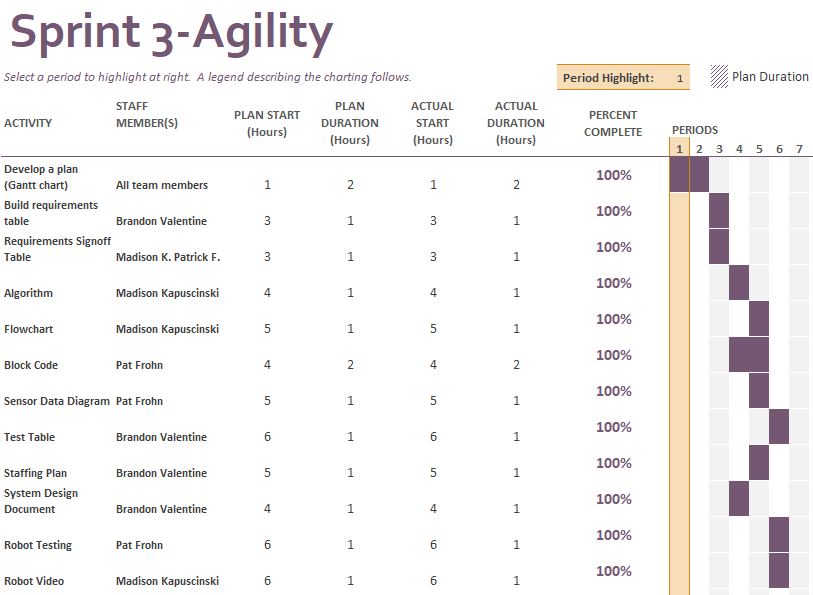 Sprint 3-Agility
Select a period to highlight at right.  A legend describing the charting follows.
Period Highlight: 1
Plan Duration
ACTIVITY
STAFF
MEMBER(S)
PLAN START
(Hours)
PLAN
DURATION
(Hours)
ACTUAL
START
(Hours)
ACTUAL
DURATION
(Hours)
PERCENT
COMPLETE
PERIODS
1 2 3 4 5 6 7
Develop a plan
(Gantt chart) All team members 1 2 1 2 100%
Build requirements
table Brandon Valentine 3 1 3 1 100%
Requirements Signoff
Table Madison K. Patrick F. 3 1 3 1 100%
Algorithm Madison Kapuscinski 4 1 4 1 100%
Flowchart Madison Kapuscinski 5 1 5 1 100%
Block Code Pat Frohn 4 2 4 2 100%
Sensor Data Diagram Pat Frohn 5 1 5 1 100%
Test Table Brandon Valentine 6 1 6 1 100%
Staffing Plan Brandon Valentine 5 1 5 1 100%
System Design
Document Brandon Valentine 4 1 4 1 100%
Robot Testing Pat Frohn 6 1 6 1 100%
Robot Video Madison Kapuscinski 6 1 6 1 100%